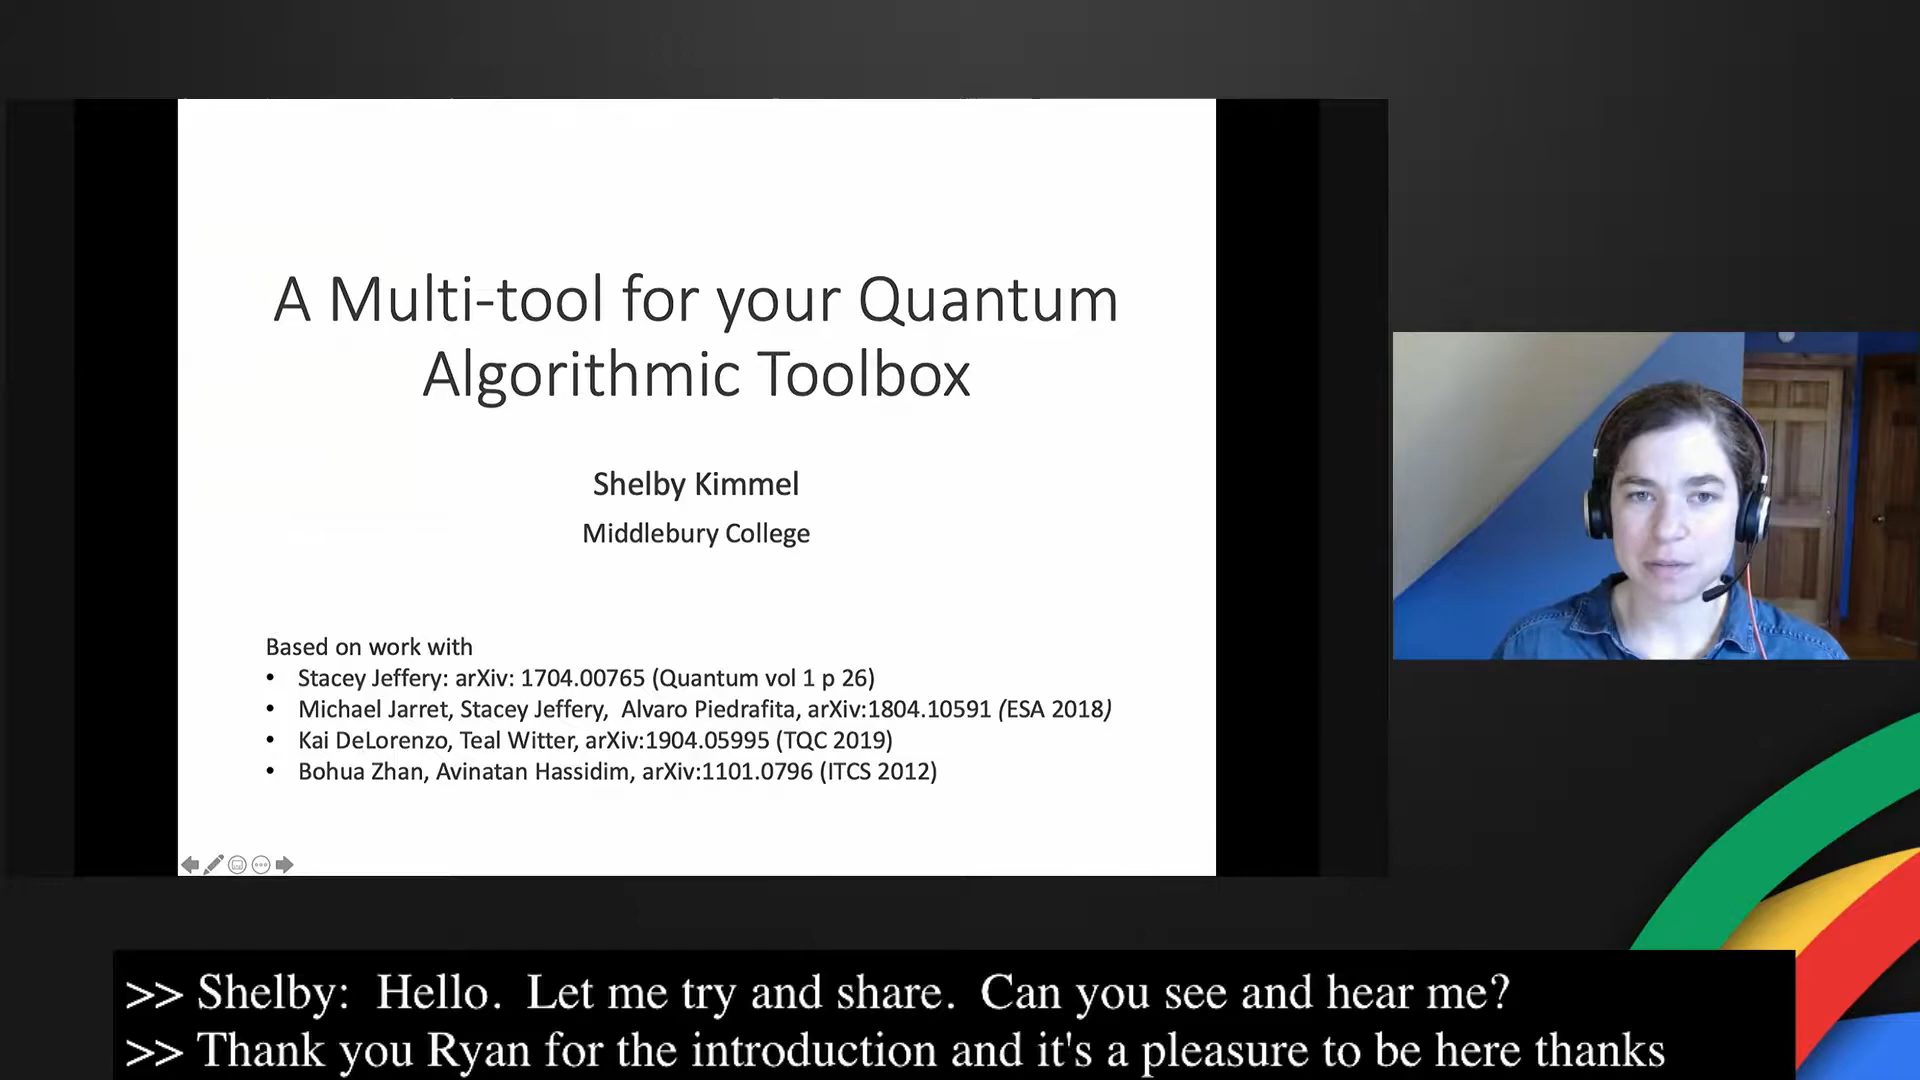 A Multi-tool for your Quantum
Algorithmic Toolbox
Shelby Kimmel
Middlebury College
Based on work with
• Stacey Jeffery: arXiv: 1704.00765 (Quantum vol 1 p 26)
• Michael Jarret, Stacey Jeffery, Alvaro Piedrafita, arXiv:1804.10591 (ESA 2018)
• Kai DeLorenzo, Teal Witter, arXiv:1904.05995 (TQC 2019)
• Bohua Zhan, Avinatan Hassidim, arXiv:1101.0796 (ITCS 2012)
>> Shelby:  Hello.  Let me try and share.  Can you see and hear me?
>> Thank you Ryan for the introduction and it's a pleasure to be here thanks